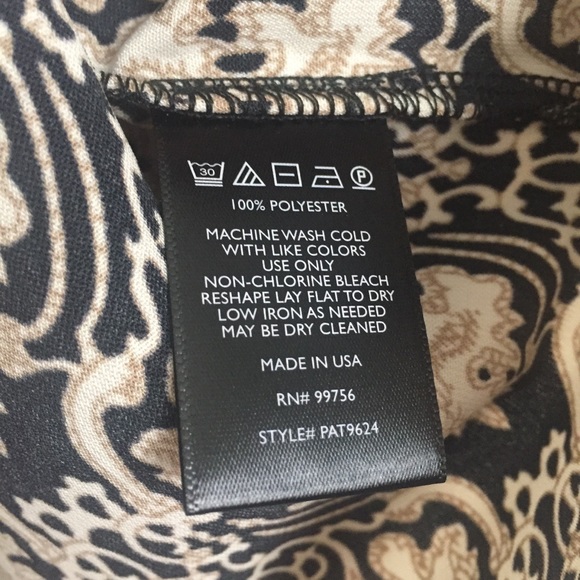 30 P
100% POLYESTER
MACHINE WASH COLD
WITH LIKE COLORS
USE ONLY
NON-CHLORINE BLEACH
RESHAPE LAY FLAT TO DRY
LOW IRON AS NEEDED
MAY BE DRY CLEANED
MADE IN USA
RN# 99756
STYLE# PAT9624